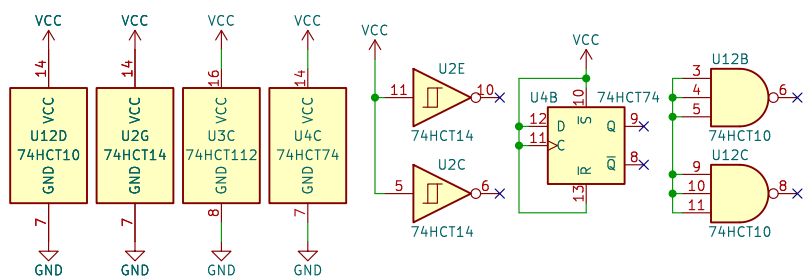 VCC
14
VCC
U12D
74HCT10
GND
7
GND
VCC
14
VCC
U2G
74HCT14
GND
7
GND
VCC
16
VCC
U3C
74HCT112
GND
8
GND
VCC
14
VCC
U4C
74HCT74
GND
7
GND
VCC
U2E
11
10
74HCT14
U2C
5
6
74HCT14
VCC
U4B
10
74HCT74
S
12 D
Q 9
11 C
Q 8
R
13
U12B
3
4
5
6
74HCT10
U12C
9
10
11
8
74HCT10